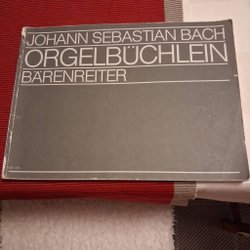 JOHANN SEBASTIAN BACH
ORGELBÜCHLEIN
BÄRENREITER